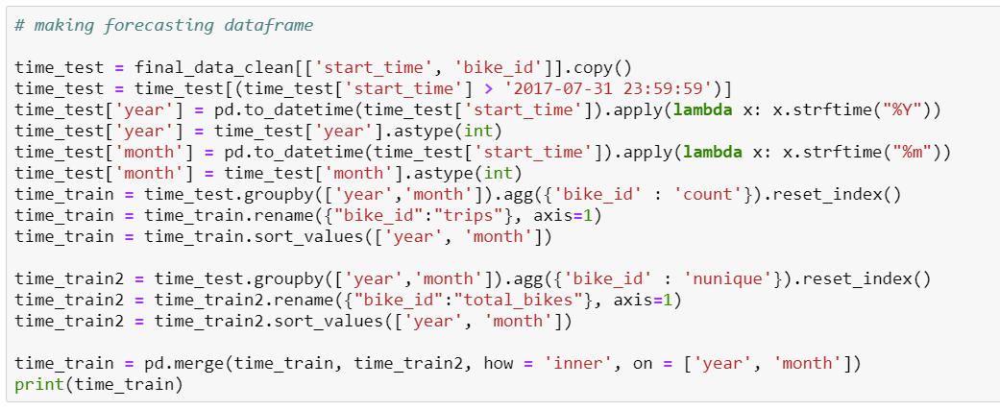 # making forecasting dataframe
time_test = final_data_clean[['start_time', 'bike_id']].copy()
time_test = time_test[(time_test['start_time'] > '2017-07-31 23:59:59')]
time_test['year'] = pd.to_datetime(time_test['start_time']).apply(lambda x: x.strftime("%Y"))
time_test['year'] = time_test['year'].astype(int)
time_test['month'] = pd.to_datetime(time_test['start_time']).apply(lambda x: x.strftime("%m"))
time_test['month'] = time_test['month'].astype(int)
time_train = time_test.groupby(['year','month']).agg({'bike_id' : 'count'}).reset_index()
time_train = time_train.rename({"bike_id":"trips"}, axis=1)
time_train = time_train.sort_values(['year', 'month'])
time_train2 = time_test.groupby(['year','month']).agg({'bike_id' : 'nunique'}).reset_index()
time_train2 = time_train2.rename({"bike_id":"total_bikes"}, axis=1)
time_train2 = time_train2.sort_values(['year', 'month'])
time_train = pd.merge(time_train, time_train2, how = 'inner', on = ['year', 'month'])
print(time_train)